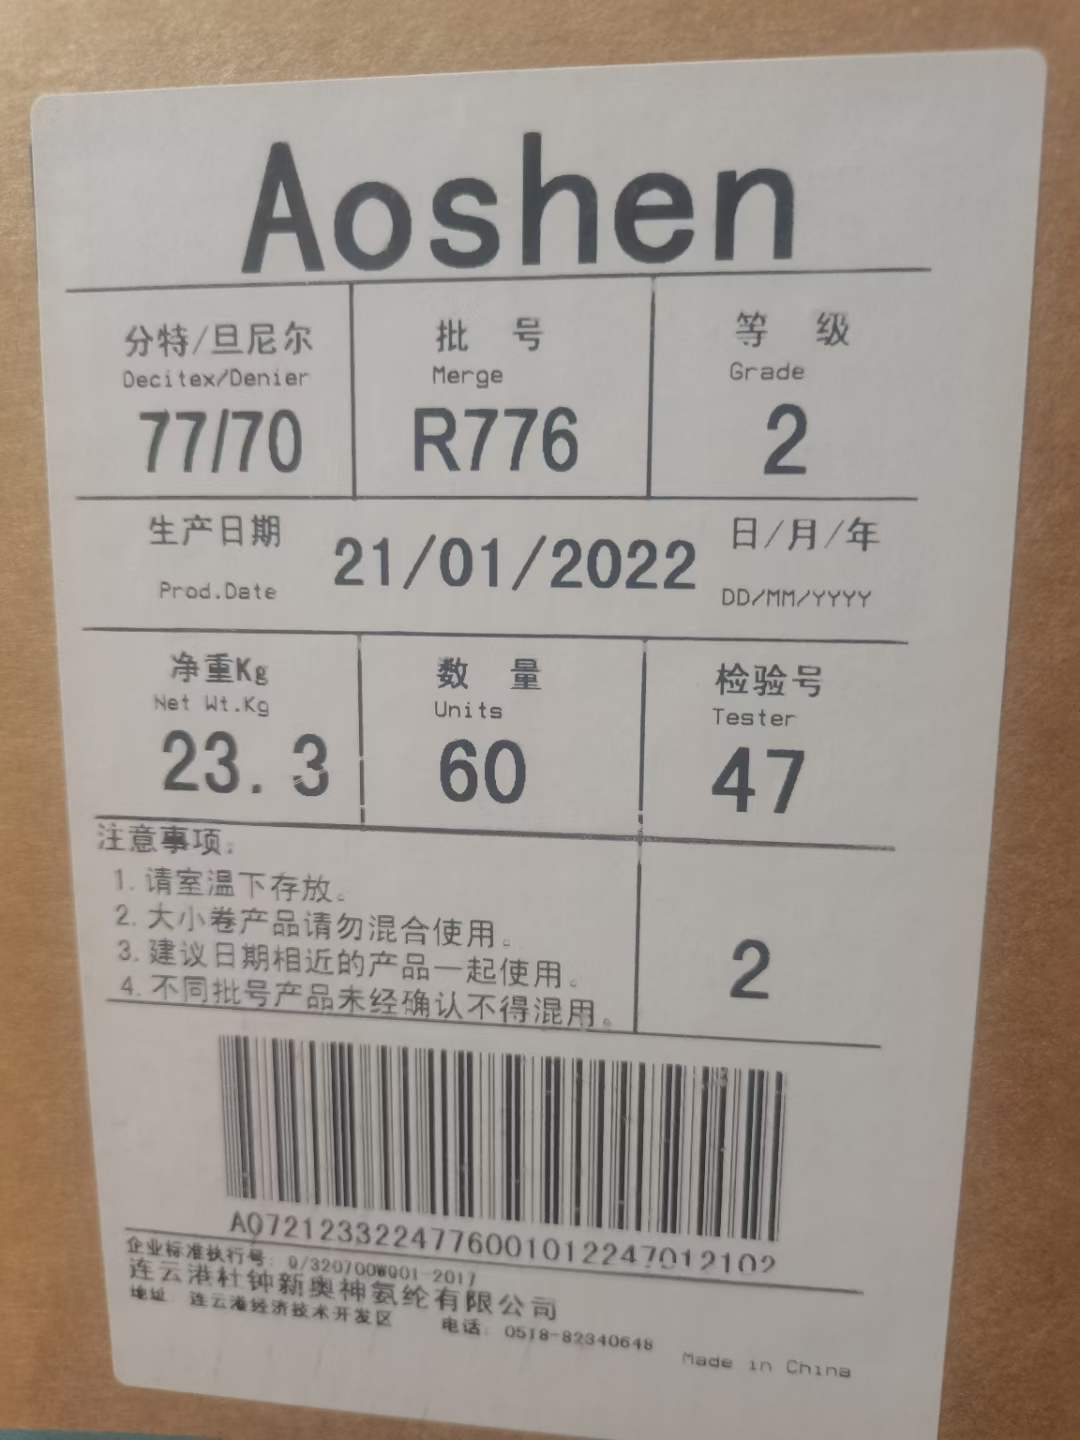 Aoshen
分特/旦尼尔 批 号 等 级
Decitex/Denier Merge Grade
77/70 R776 2
生产日期 21/01/2022 日/月/年
Prod.Date DD/MM/YYYY
净重Kg 数 量 检验号
Net Wt.Kg Units Tester
23.3 60 47
注意事项:
1.请室温下存放。
2.大小卷产品请勿混合使用。
3.建议日期相近的产品一起使用。
4.不同批号产品未经确认不得混用。
2
A0721233224776001012247012102
企业标准执行号: Q/320700WQ01-2017
连云港杜钟新奥神氨纶有限公司
地址: 连云港经济技术开发区 电话: 0518-82340648
Made in China